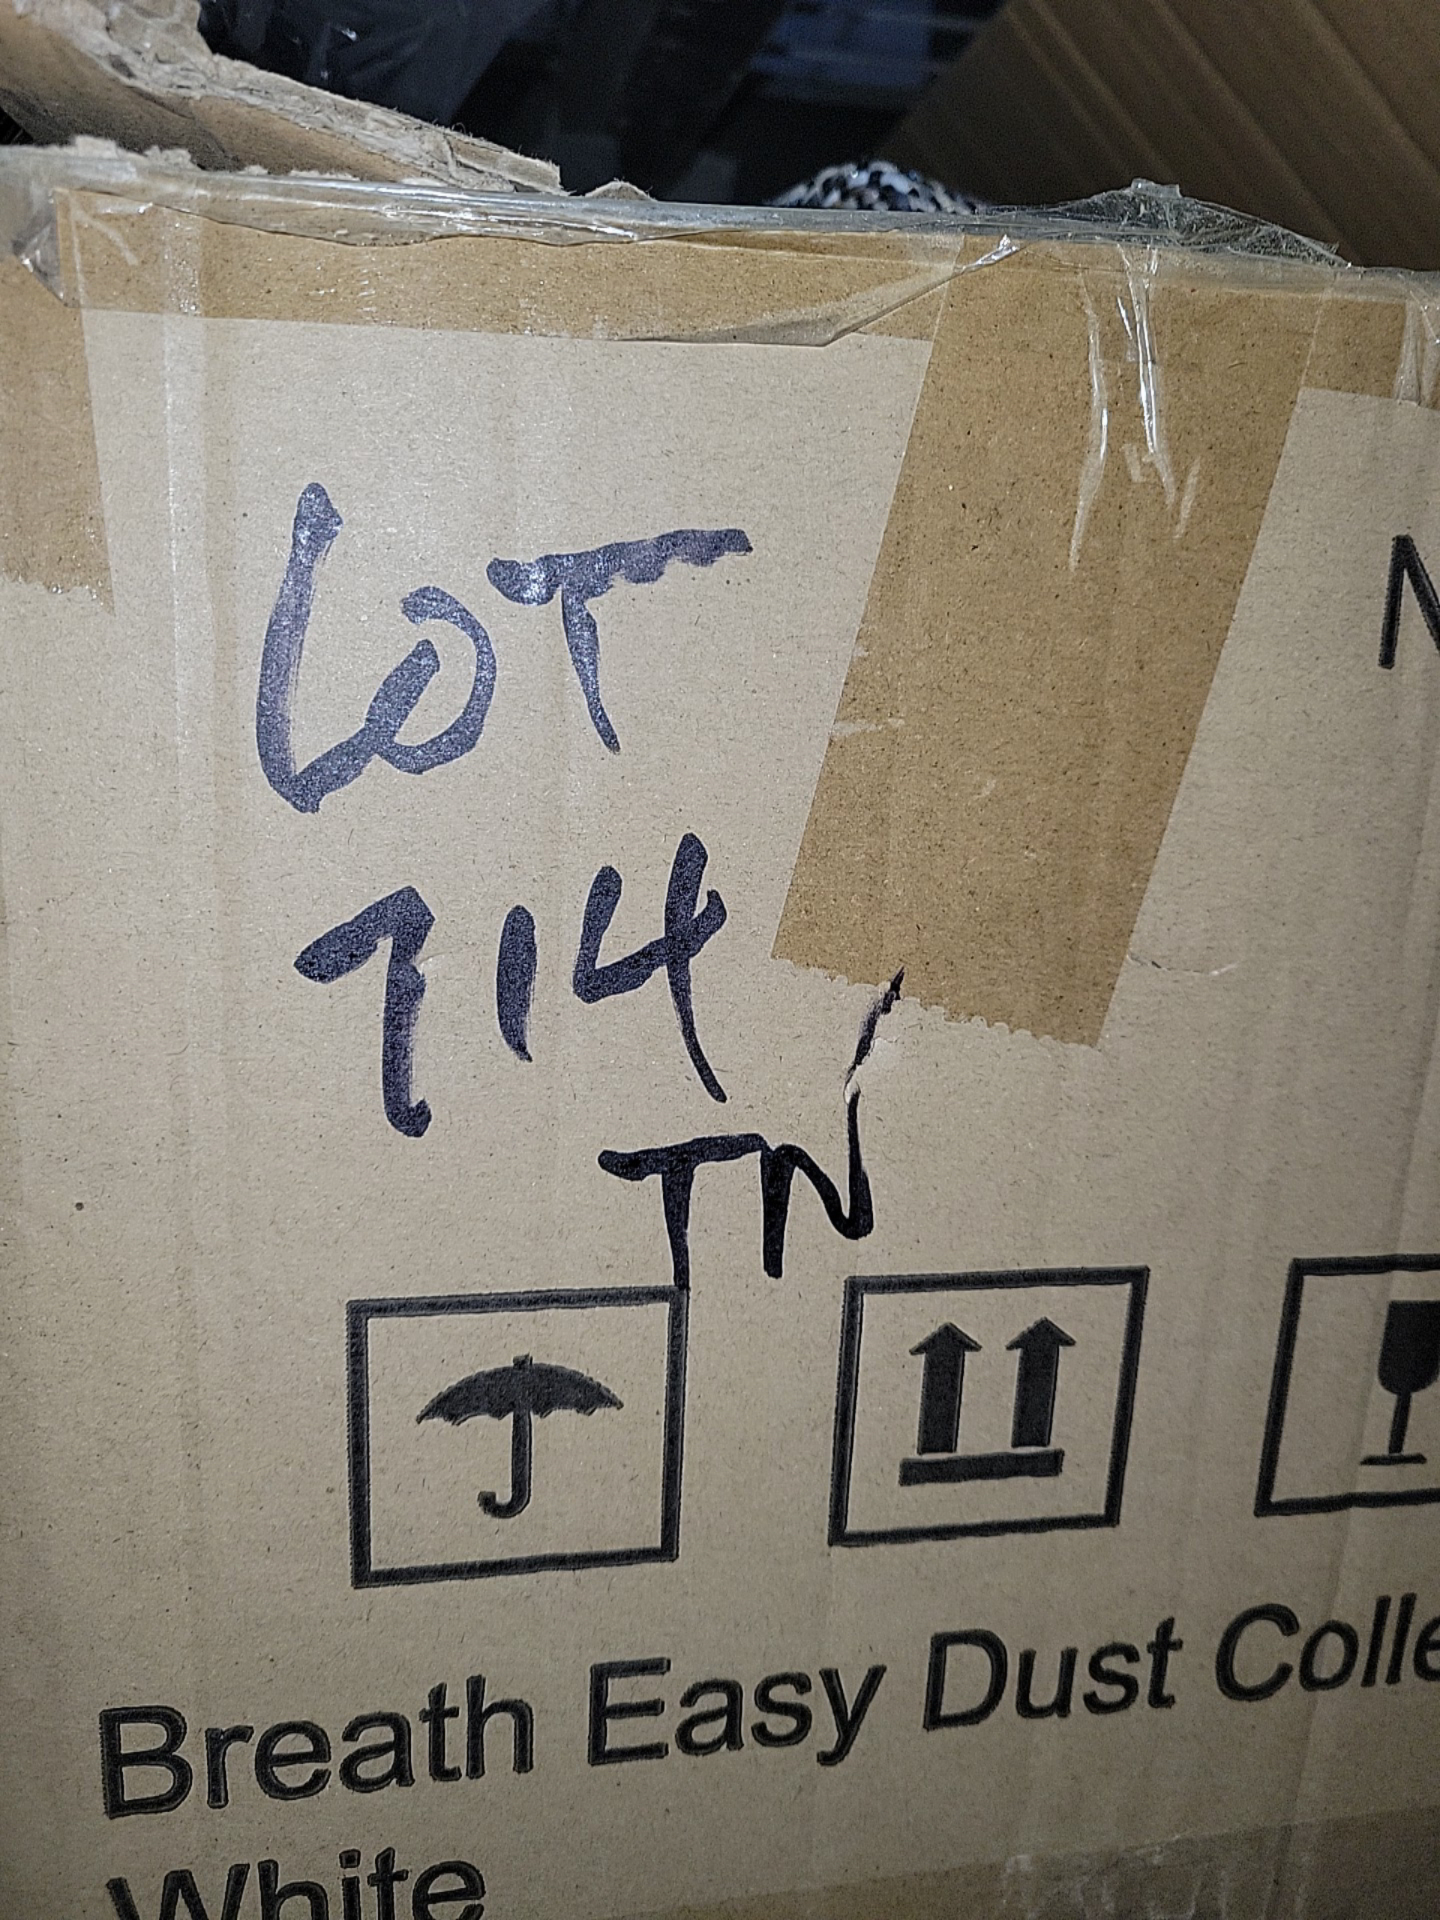 LOT
714
TN
N
Breath Easy Dust Colle
White